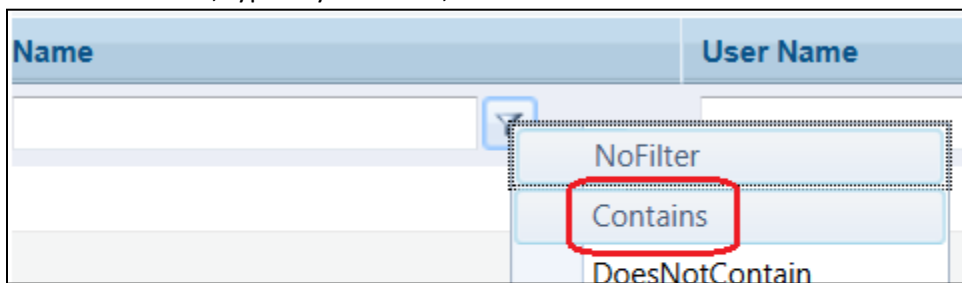 Name User Name
NoFilter
Contains
DoesNotContain